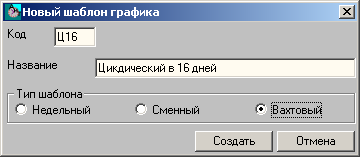 Новый шаблон графика
Код Ц16
Название Цикдический в 16 дней
Тип шаблона
Недельный Сменный Вахтовый
Создать Отмена